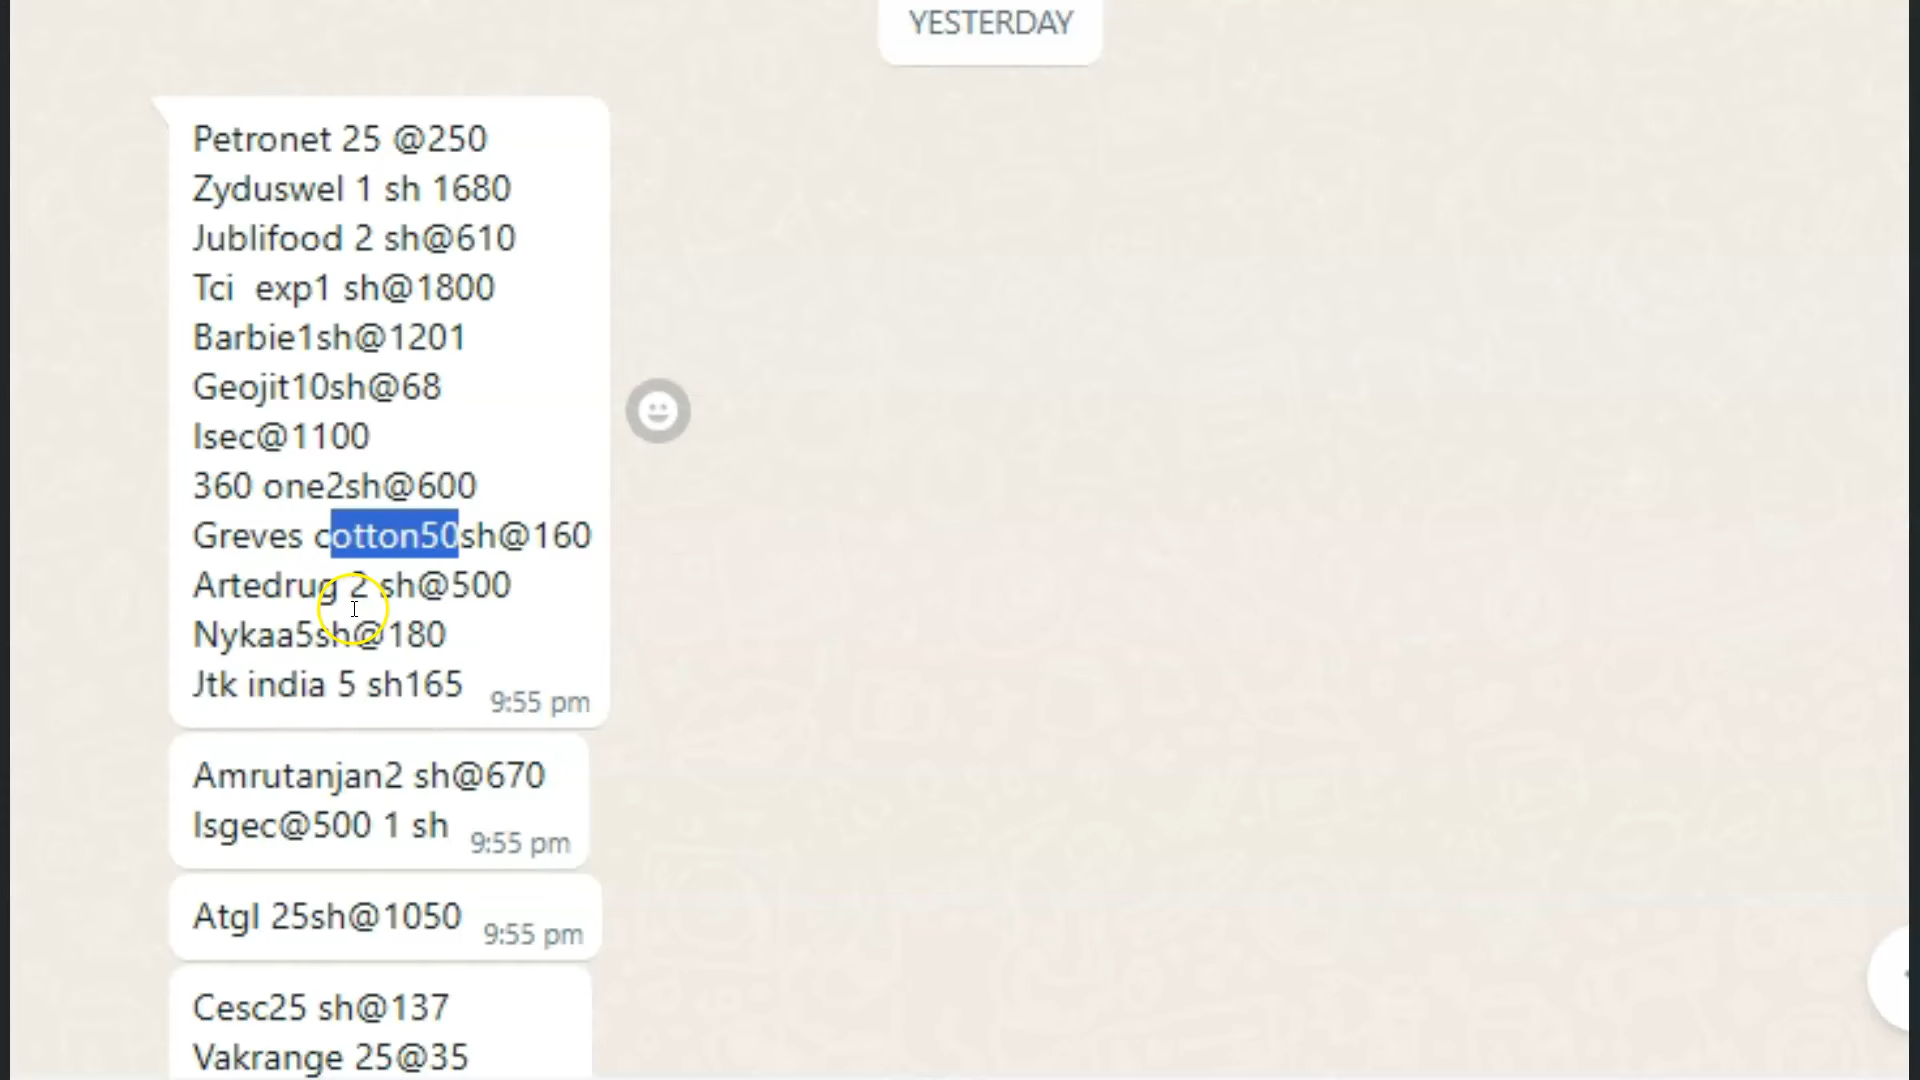 YESTERDAY
Petronet 25 @250
Zyduswel 1 sh 1680
Jublifood 2 sh@610
Tci  exp1 sh@1800
Barbie1sh@1201
Geojit10sh@68
Isec@1100
360 one2sh@600
Greves cotton50sh@160
Artedrug 2 sh@500
Nykaa5sh@180
Jtk india 5 sh165
9:55 pm
Amrutanjan2 sh@670
Isgec@500 1 sh
9:55 pm
Atgl 25sh@1050
9:55 pm
Cesc25 sh@137
Vakrange 25@35